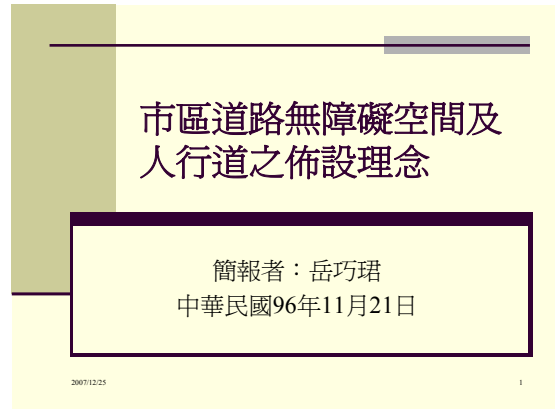 市區道路無障礙空間及
人行道之佈設理念
簡報者：岳巧珺
中華民國96年11月21日
2007/12/25
1